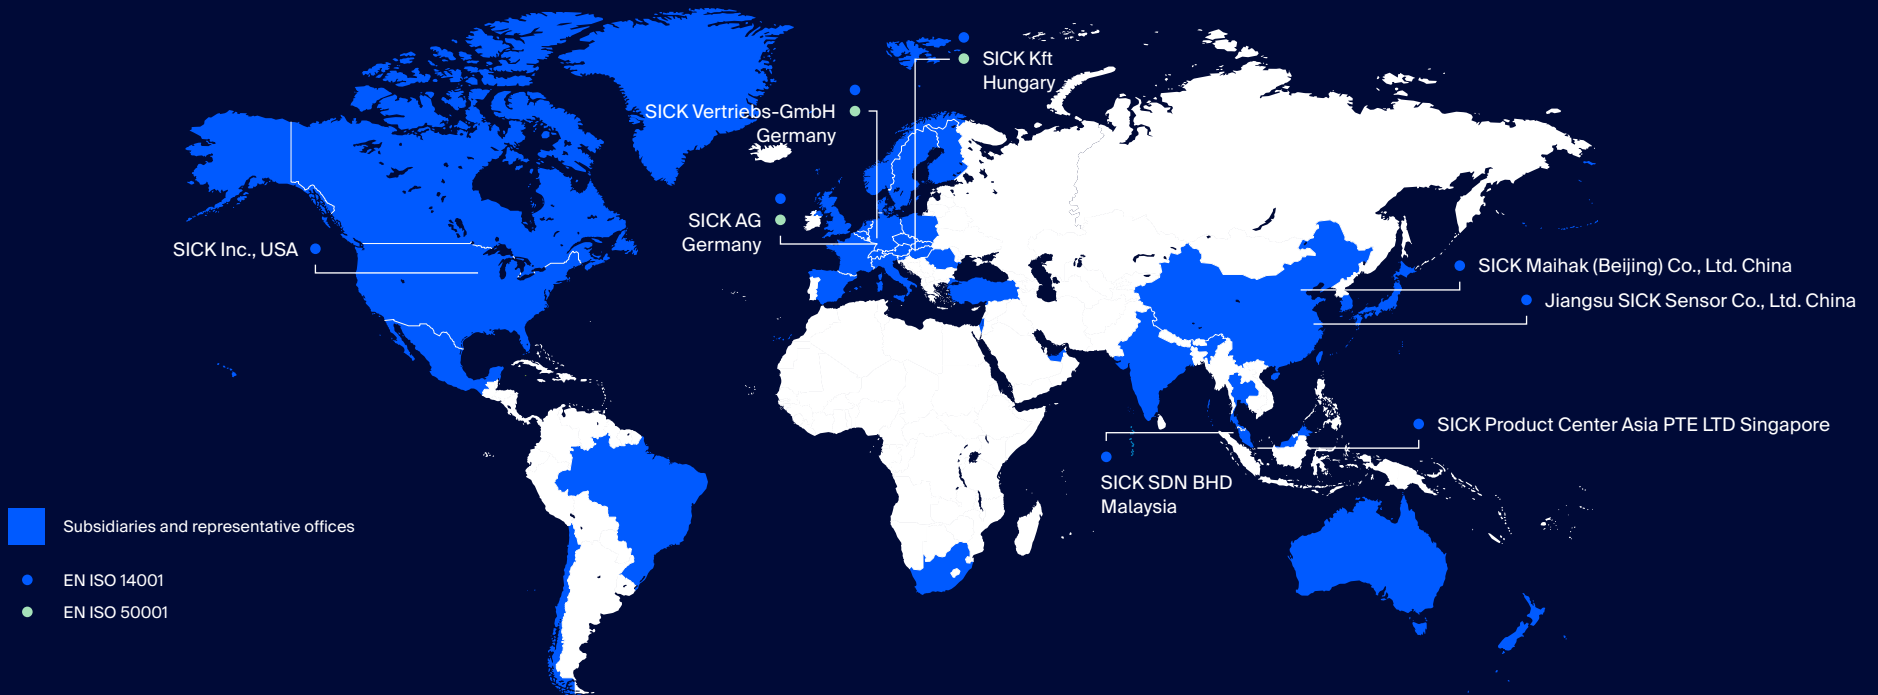 SICK Kft
Hungary
SICK Vertriebs-GmbH
Germany
SICK AG
Germany
SICK Inc., USA
SICK Maihak (Beijing) Co., Ltd. China
Jiangsu SICK Sensor Co., Ltd. China
SICK Product Center Asia PTE LTD Singapore
SICK SDN BHD
Malaysia
Subsidiaries and representative offices
EN ISO 14001
EN ISO 50001